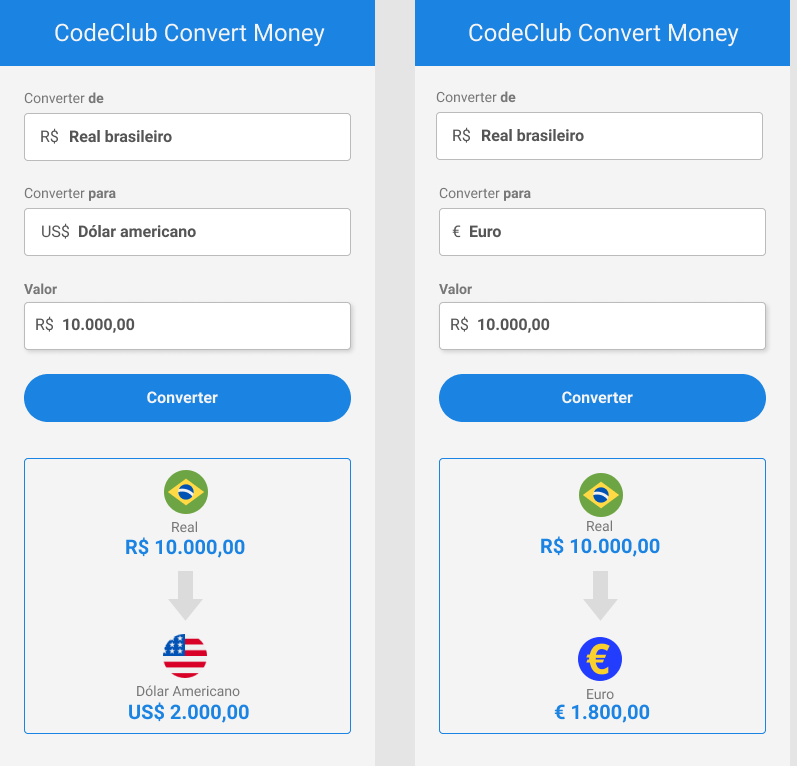 CodeClub Convert Money
Converter de
R$ Real brasileiro
Converter para
US$ Dólar americano
Valor
R$ 10.000,00
Converter
Real
R$ 10.000,00
Dólar Americano
US$ 2.000,00
CodeClub Convert Money
Converter de
R$ Real brasileiro
Converter para
€ Euro
Valor
R$ 10.000,00
Converter
Real
R$ 10.000,00
€
Euro
€ 1.800,00